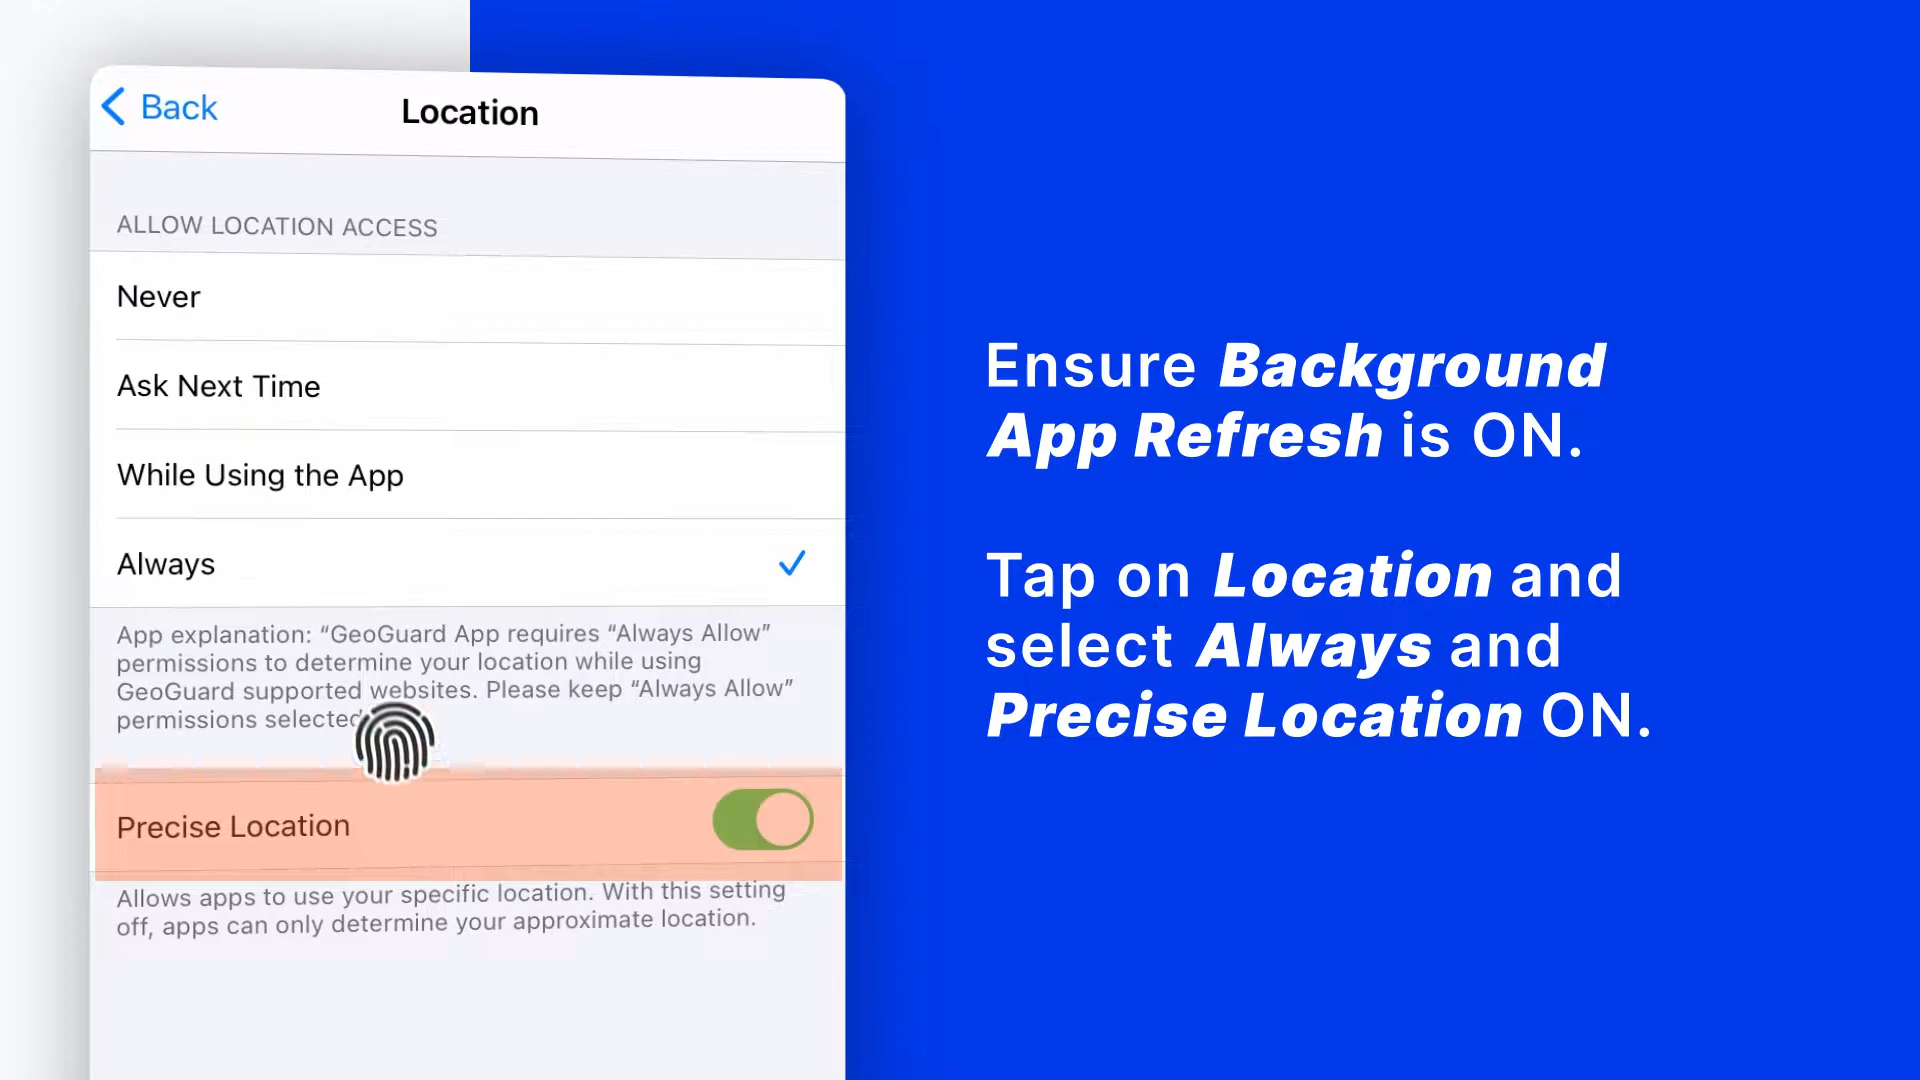 Back
Location
ALLOW LOCATION ACCESS
Never
Ask Next Time
While Using the App
Always
App explanation: “GeoGuard App requires “Always Allow”
permissions to determine your location while using
GeoGuard supported websites. Please keep “Always Allow”
permissions selected
Precise Location
Allows apps to use your specific location. With this setting
off, apps can only determine your approximate location.
Ensure Background
App Refresh is ON.
Tap on Location and
select Always and
Precise Location ON.